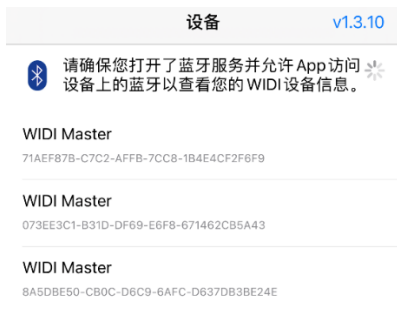 设备
v1.3.10
请确保您打开了蓝牙服务并允许App访问
设备上的蓝牙以查看您的WIDI设备信息。
WIDI Master
71AEF87B-C7C2-AFFB-7CC8-1B4E4CF2F6F9
WIDI Master
073EE3C1-B31D-DF69-E6F8-671462CB5A43
WIDI Master
8A5DBE50-CB0C-D6C9-6AFC-D637DB3BE24E